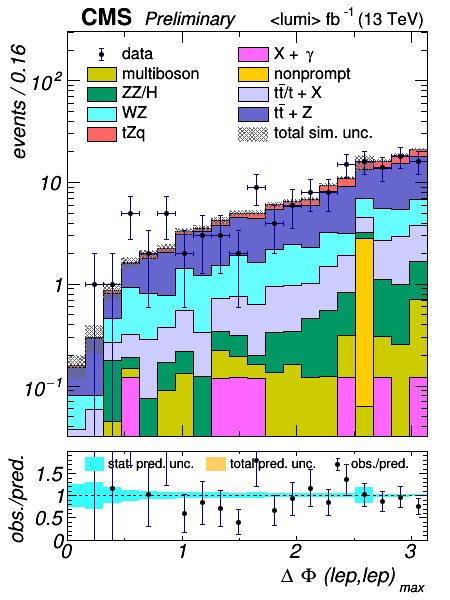 CMS Preliminary <lumi> fb⁻¹ (13 TeV)
events / 0.16
data
multiboson
ZZ/H
WZ
tZq
X + γ
nonprompt
tt̄/t + X
tt̄ + Z
total sim. unc.
10²
10
1
10⁻¹
obs./pred.
stat. pred. unc. total pred. unc. obs./pred.
1.5
1
0.5
0
0 1 2 3
Δ Φ (lep,lep) max